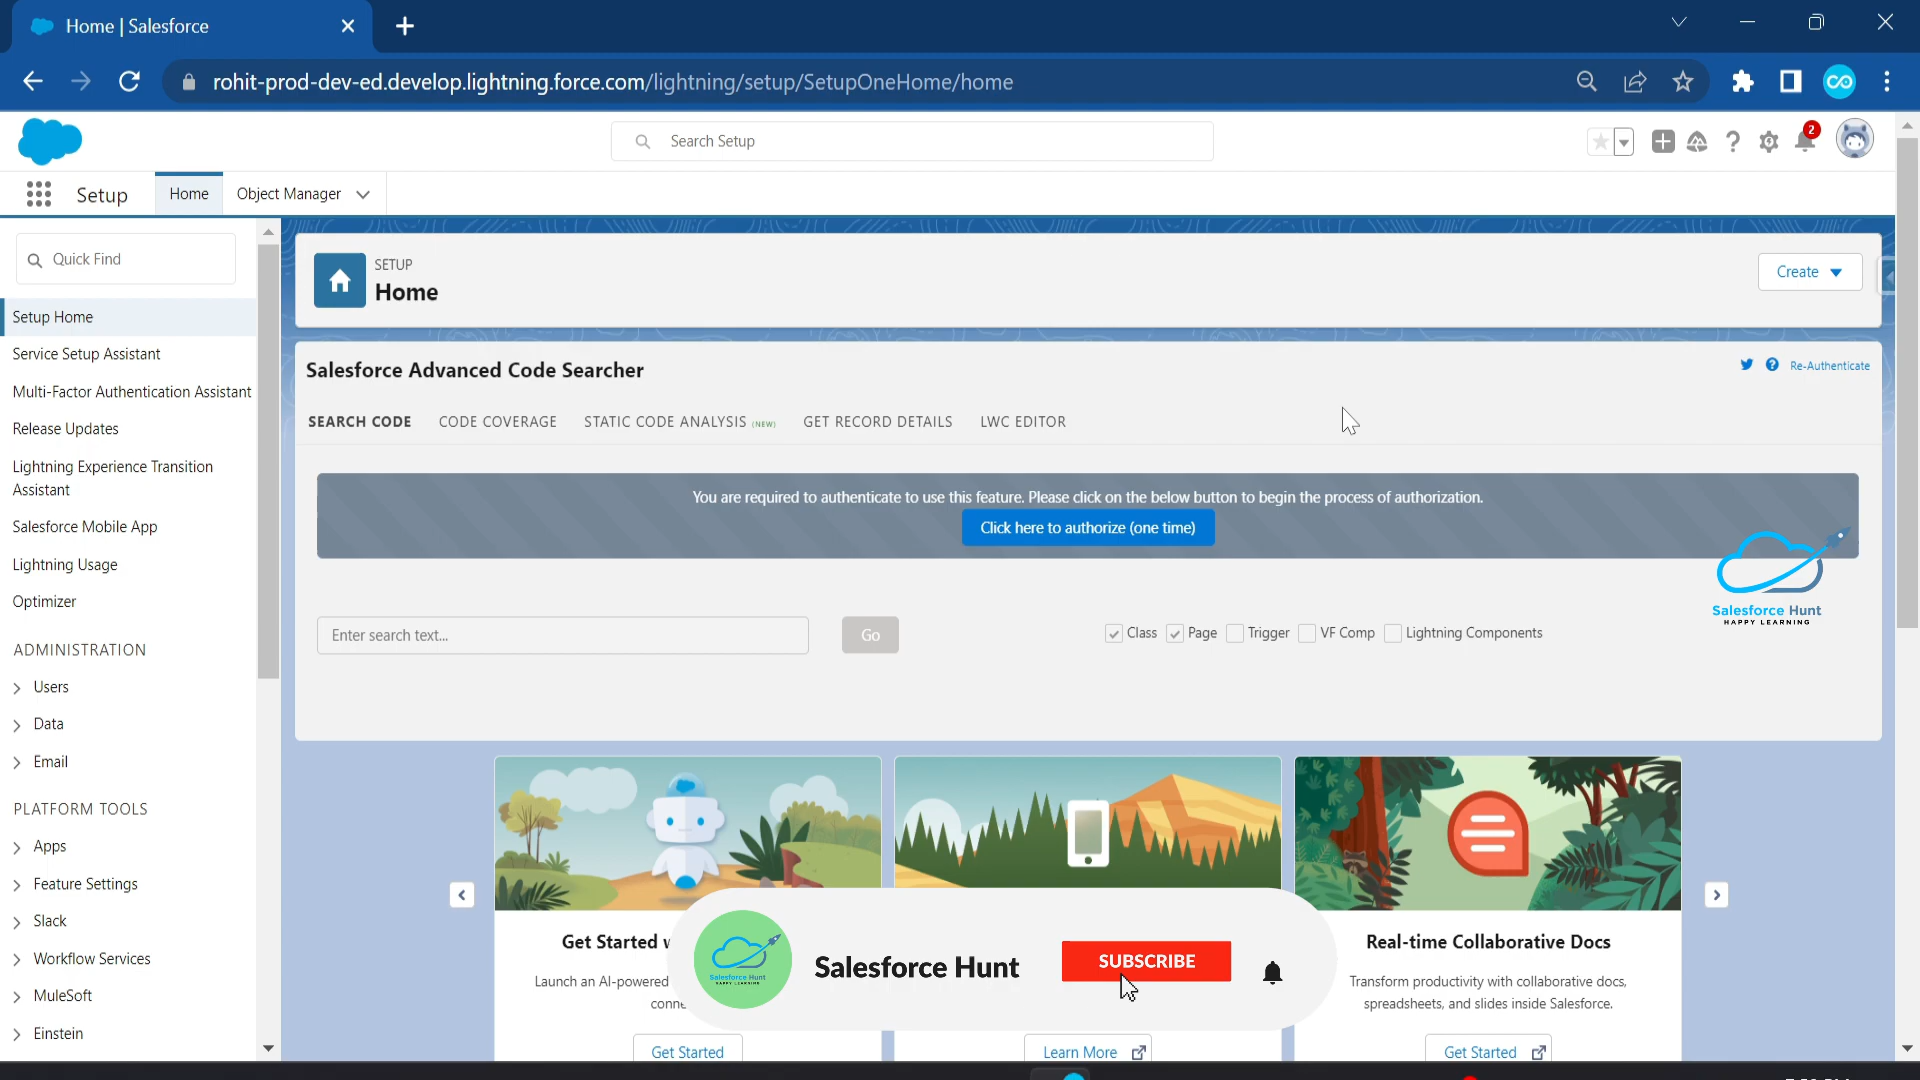 Home | Salesforce
rohit-prod-dev-ed.develop.lightning.force.com/lightning/setup/SetupOneHome/home
Search Setup
2
Setup
Home
Object Manager
Quick Find
Setup Home
Service Setup Assistant
Multi-Factor Authentication Assistant
Release Updates
Lightning Experience Transition
Assistant
Salesforce Mobile App
Lightning Usage
Optimizer
ADMINISTRATION
Users
Data
Email
PLATFORM TOOLS
Apps
Feature Settings
Slack
Workflow Services
MuleSoft
Einstein
SETUP
Home
Create
Salesforce Advanced Code Searcher
Re-Authenticate
SEARCH CODE
CODE COVERAGE
STATIC CODE ANALYSIS (NEW)
GET RECORD DETAILS
LWC EDITOR
You are required to authenticate to use this feature. Please click on the below button to begin the process of authorization.
Click here to authorize (one time)
Salesforce Hunt
HAPPY LEARNING
Enter search text...
Go
Class
Page
Trigger
VF Comp
Lightning Components
Get Started
Launch an AI-powered
Get Started
Learn More
Real-time Collaborative Docs
Transform productivity with collaborative docs,
spreadsheets, and slides inside Salesforce.
Get Started
Salesforce Hunt
HAPPY LEARNING
Salesforce Hunt
SUBSCRIBE